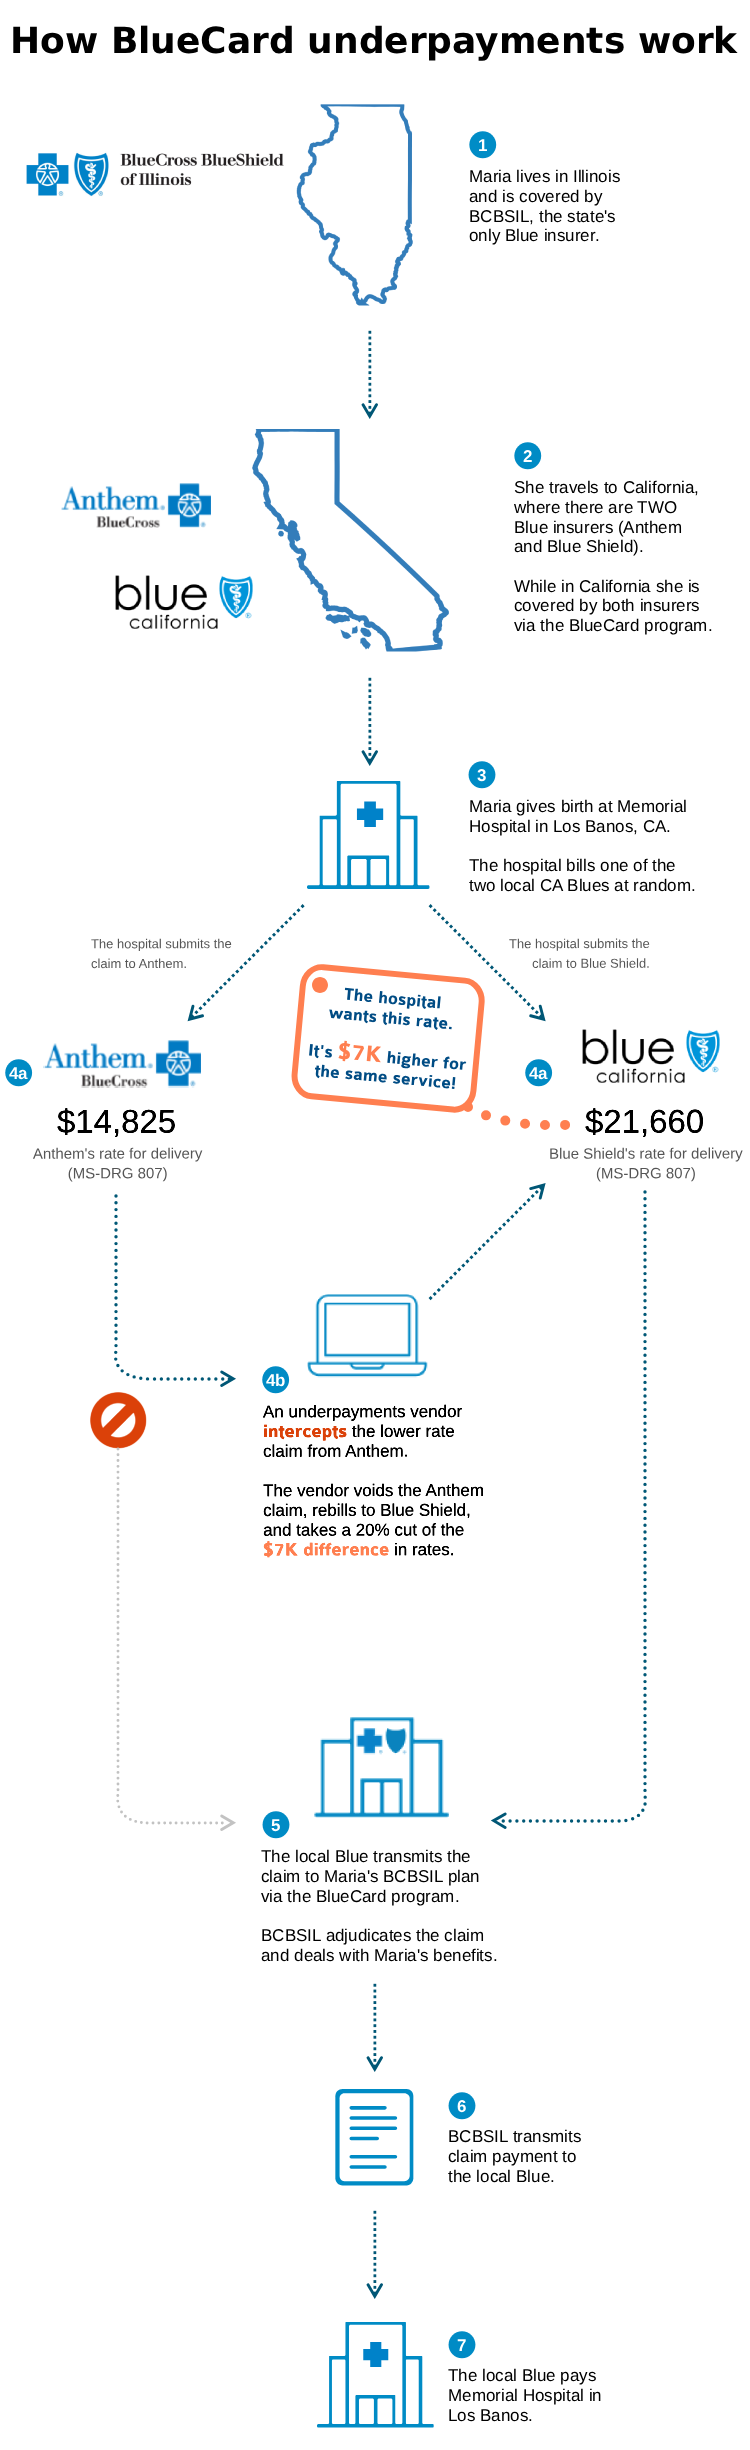 How BlueCard underpayments work
BlueCross BlueShield
of Illinois
1
Maria lives in Illinois
and is covered by
BCBSIL, the state's
only Blue insurer.
2
She travels to California,
where there are TWO
Blue insurers (Anthem
and Blue Shield).
While in California she is
covered by both insurers
via the BlueCard program.
Anthem
BlueCross
blue
california
3
Maria gives birth at Memorial
Hospital in Los Banos, CA.
The hospital bills one of the
two local CA Blues at random.
The hospital submits the
claim to Anthem.
The hospital submits the
claim to Blue Shield.
The hospital
wants this rate.
It's $7K higher for
the same service!
4a
Anthem
BlueCross
$14,825
Anthem's rate for delivery
(MS-DRG 807)
4a
blue
california
$21,660
Blue Shield's rate for delivery
(MS-DRG 807)
4b
An underpayments vendor
intercepts the lower rate
claim from Anthem.
The vendor voids the Anthem
claim, rebills to Blue Shield,
and takes a 20% cut of the
$7K difference in rates.
5
The local Blue transmits the
claim to Maria's BCBSIL plan
via the BlueCard program.
BCBSIL adjudicates the claim
and deals with Maria's benefits.
6
BCBSIL transmits
claim payment to
the local Blue.
7
The local Blue pays
Memorial Hospital in
Los Banos.